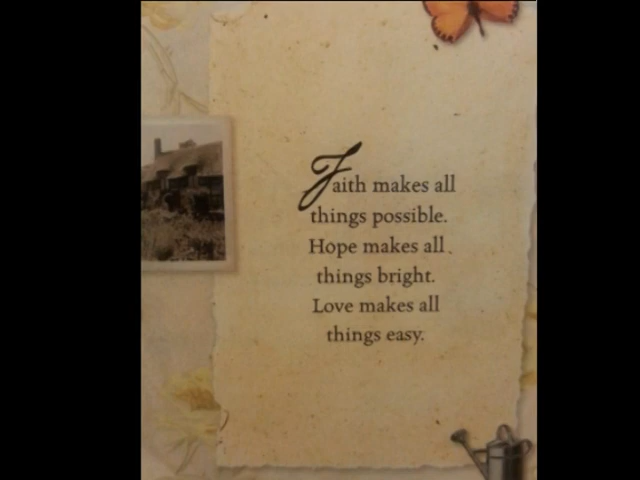 Faith makes all
things possible.
Hope makes all
things bright.
Love makes all
things easy.